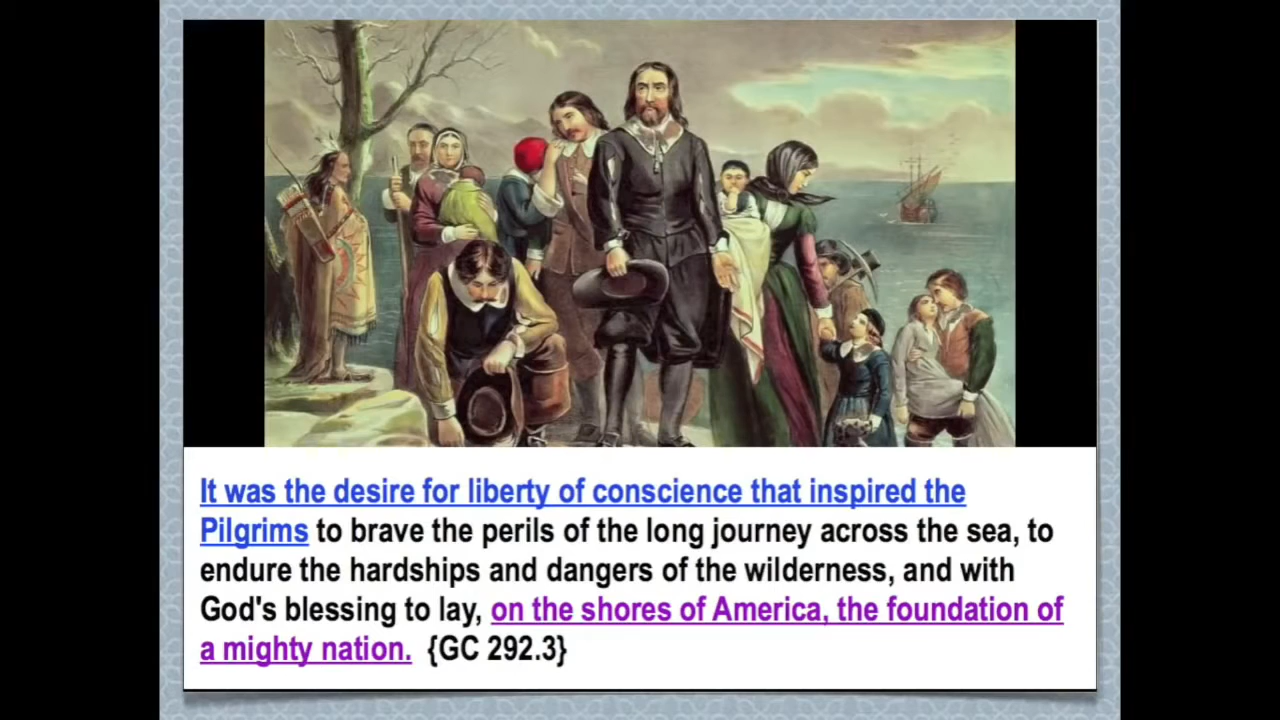 It was the desire for liberty of conscience that inspired the
Pilgrims to brave the perils of the long journey across the sea, to
endure the hardships and dangers of the wilderness, and with
God's blessing to lay, on the shores of America, the foundation of
a mighty nation. {GC 292.3}